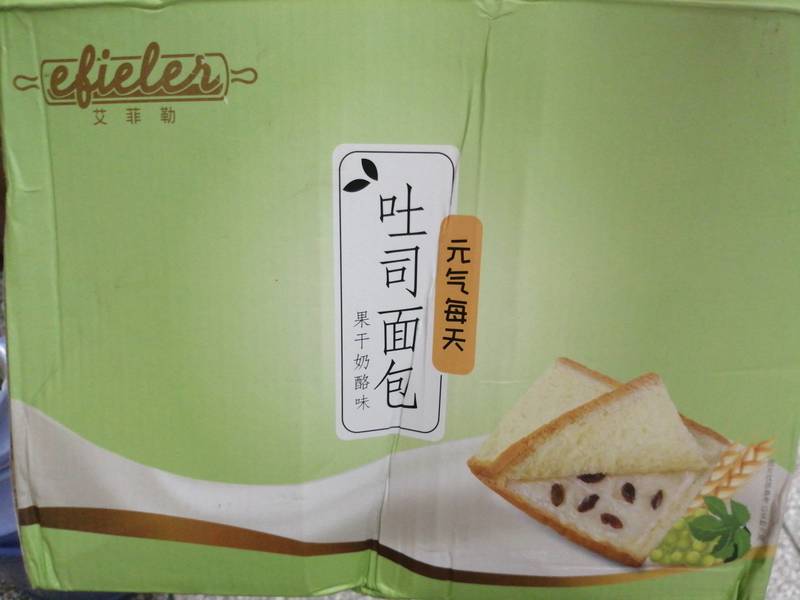 efieler
艾菲勒
吐司面包
果干奶酪味
元气每天